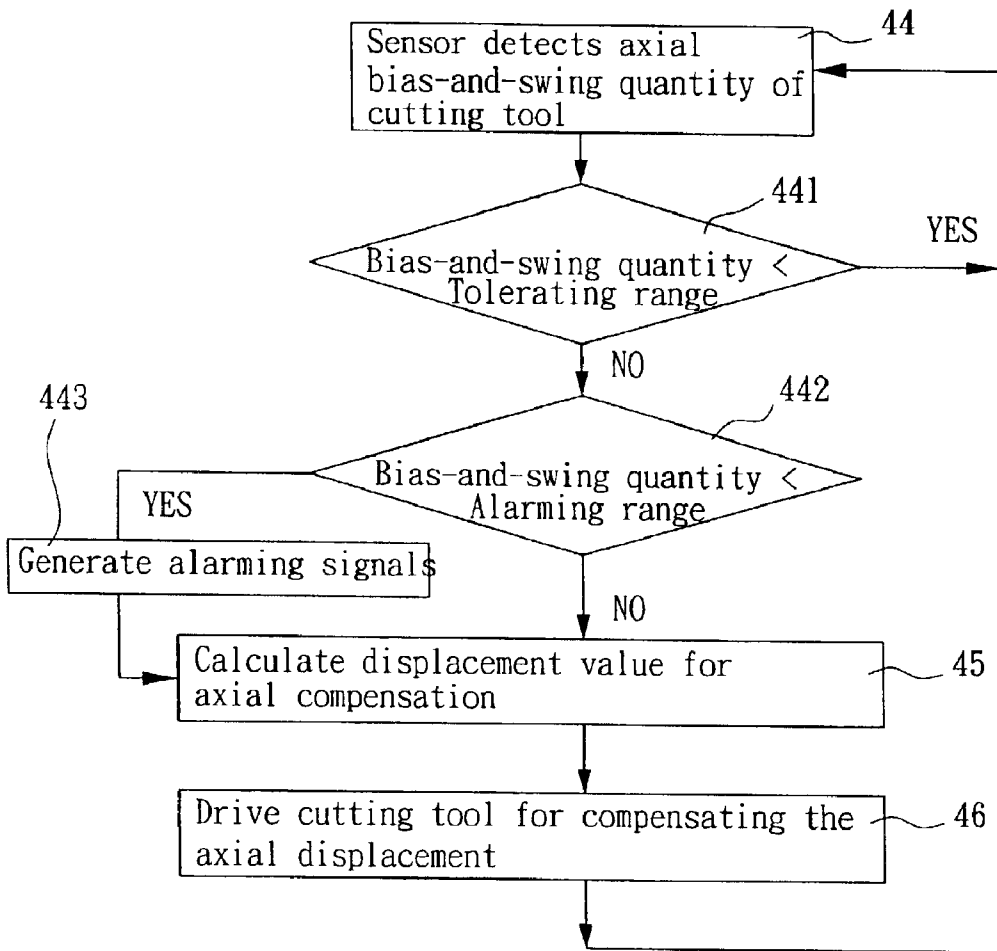 44
Sensor detects axial
bias-and-swing quantity of
cutting tool
441
YES
Bias-and-swing quantity <
Tolerating range
NO
443
442
Bias-and-swing quantity <
Alarming range
YES
Generate alarming signals
NO
Calculate displacement value for
axial compensation
45
Drive cutting tool for compensating the
axial displacement
46